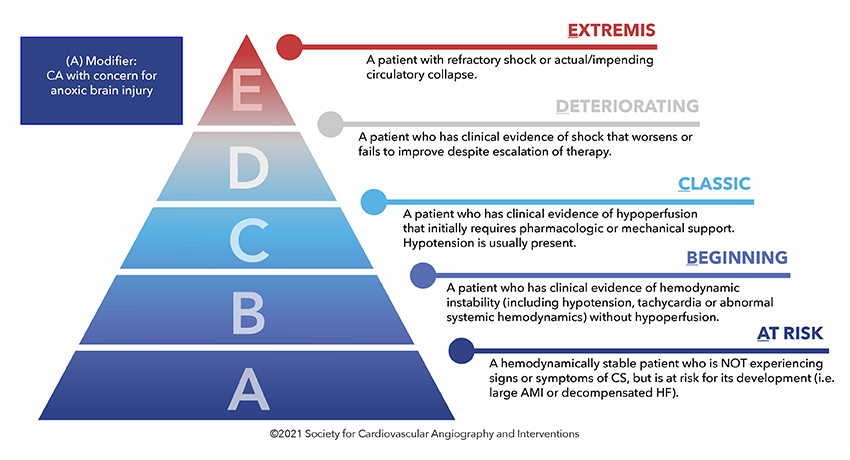 (A) Modifier:
CA with concern for
anoxic brain injury
E
EXTREMIS
A patient with refractory shock or actual/impending
circulatory collapse.
D
DETERIORATING
A patient who has clinical evidence of shock that worsens or
fails to improve despite escalation of therapy.
C
CLASSIC
A patient who has clinical evidence of hypoperfusion
that initially requires pharmacologic or mechanical support.
Hypotension is usually present.
B
BEGINNING
A patient who has clinical evidence of hemodynamic
instability (including hypotension, tachycardia or abnormal
systemic hemodynamics) without hypoperfusion.
A
AT RISK
A hemodynamically stable patient who is NOT experiencing
signs or symptoms of CS, but is at risk for its development (i.e.
large AMI or decompensated HF).
©2021 Society for Cardiovascular Angiography and Interventions